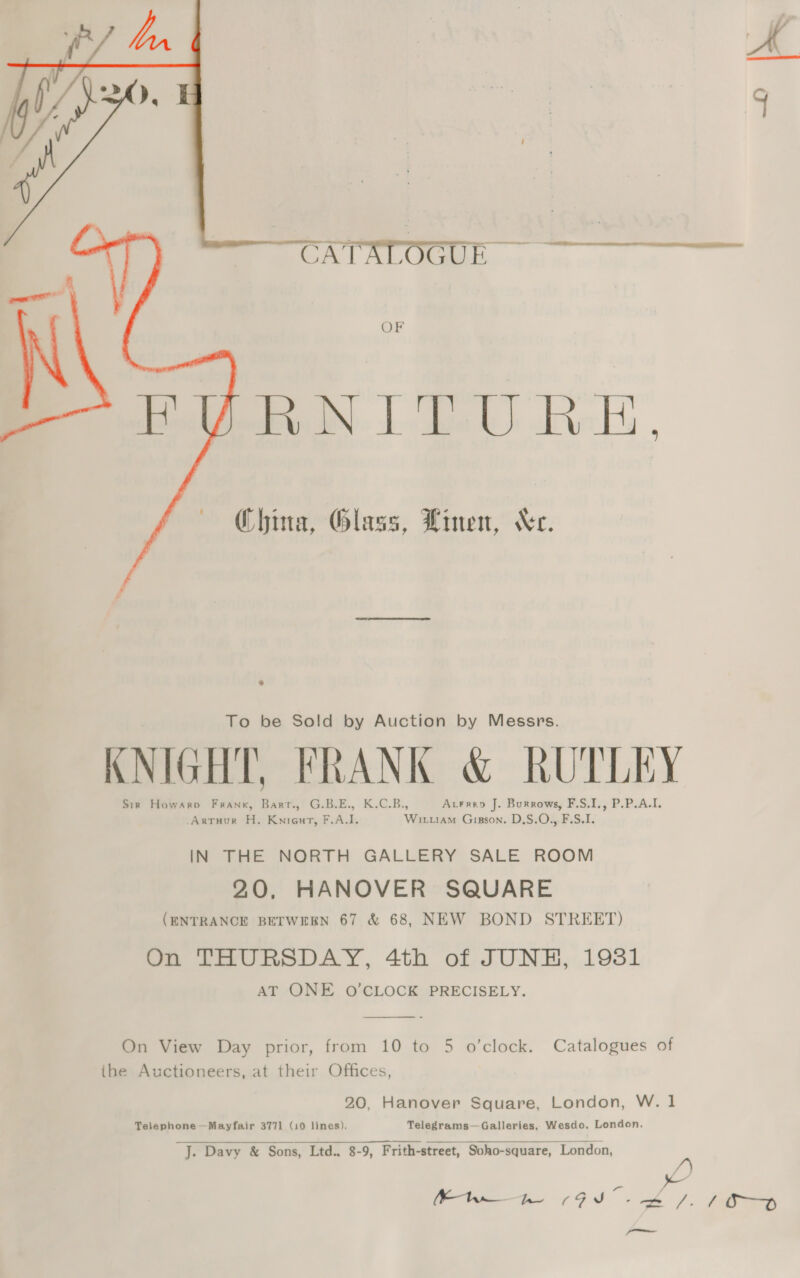 9
CATALOGUE
OF
FURNITURE,
China, Glass, Linen, &c.
To be Sold by Auction by Messrs.
KNIGHT, FRANK & RUTLEY
Sir Howard Frank, Bart., G.B.E., K.C.B., Alfred J. Burrows, F.S.I., P.P.A.I.
Arthur H. Knight, F.A.I. William Gibson, D.S.O., F.S.I.
IN THE NORTH GALLERY SALE ROOM
20, HANOVER SQUARE
(ENTRANCE BETWEEN 67 & 68, NEW BOND STREET)
On THURSDAY, 4th of JUNE, 1931
AT ONE O'CLOCK PRECISELY.
On View Day prior, from 10 to 5 o'clock. Catalogues of
the Auctioneers, at their Offices,
20, Hanover Square, London, W. 1
Telephone—Mayfair 3771 (10 lines). Telegrams—Galleries, Wesdo, London.
J. Davy & Sons, Ltd., 8-9, Frith-street, Soho-square, London,